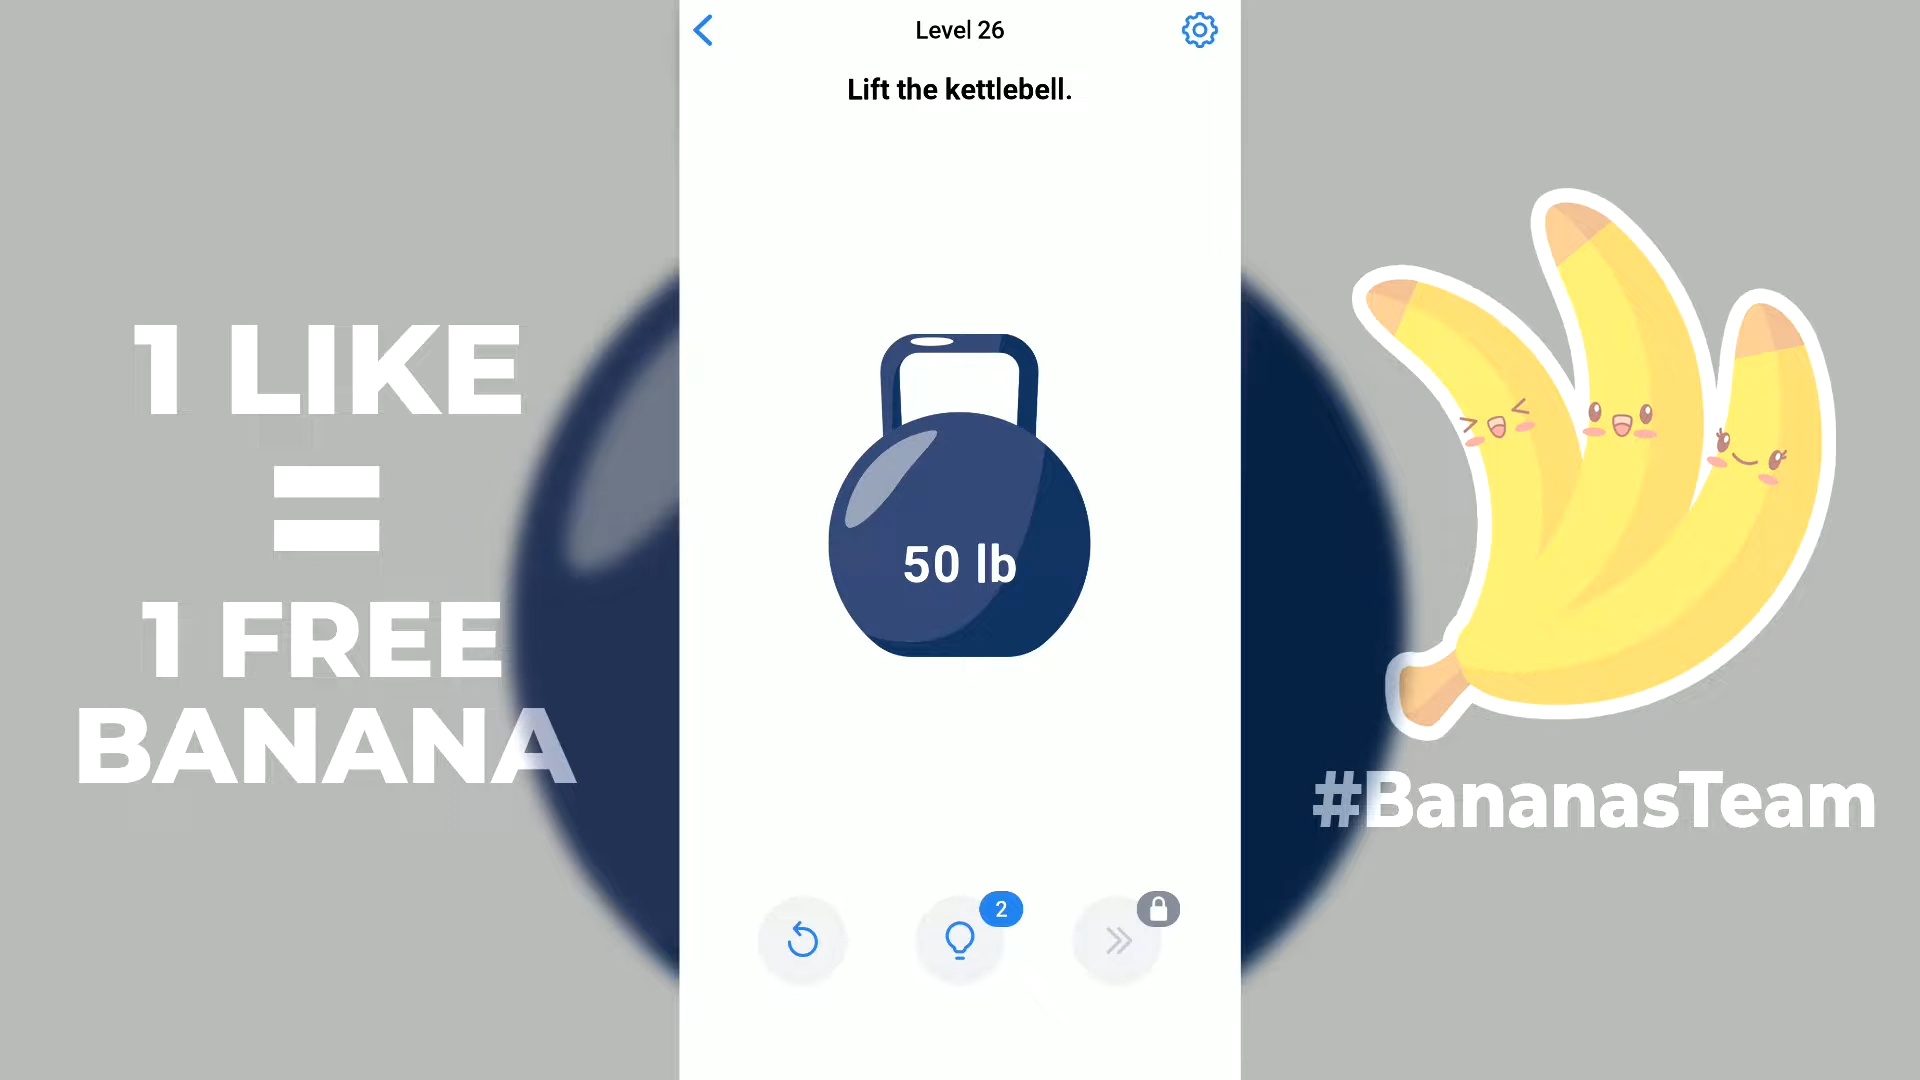 Level 26
Lift the kettlebell.
1 LIKE
=
1 FREE
BANANA
50 lb
#BananasTeam
2